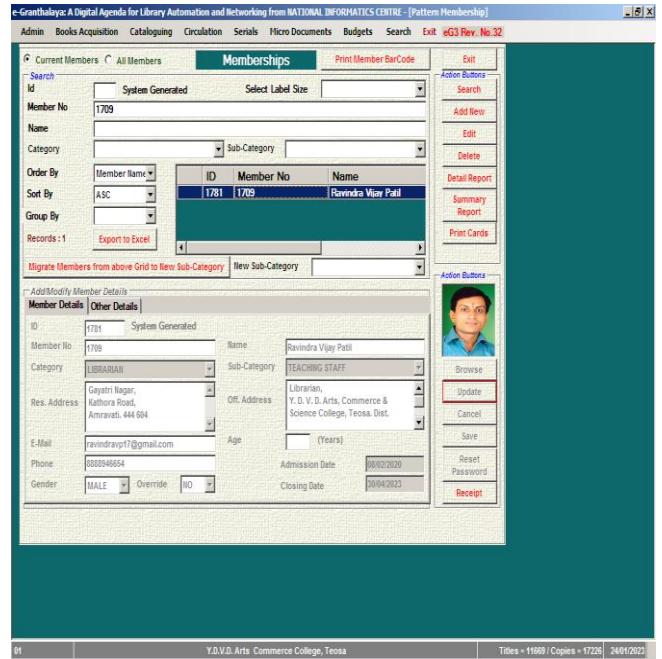 e-Granthalaya: A Digital Agenda for Library Automation and Networking from NATIONAL INFORMATICS CENTRE - [Pattern Membership]
Admin Books Acquisition Cataloguing Circulation Serials Micro Documents Budgets Search Exit eG3 Rev. No.32
Current Members All Members Memberships Print Member BarCode Exit
Search Action Buttons
Id System Generated Select Label Size Search
Member No 1709 Add New
Name Edit
Category Sub-Category Delete
Order By Member Name ID Member No Name Detail Report
Sort By ASC 1781 1709 Ravindra Vijay Patil Summary Report
Group By
Records : 1 Export to Excel Print Cards
Migrate Members from above Grid to New Sub-Category New Sub-Category
Action Buttons
Add/Modify Member Details
Member Details Other Details
ID 1781 System Generated
Member No 1709 Name Ravindra Vijay Patil
Category LIBRARIAN Sub-Category TEACHING STAFF Browse
Res. Address Gayatri Nagar, Off. Address Librarian, Update
Kathora Road, Y. D. V. D. Arts, Commerce &
Amravati. 444 604 Science College, Teosa. Dist. Cancel
E-Mail ravindravp17@gmail.com Age (Years) Save
Phone 8888946654 Admission Date 08/02/2020 Reset Password
Gender MALE Override NO Closing Date 30/04/2023 Receipt
01 Y.D.V.D. Arts Commerce College, Teosa Titles = 11669 / Copies = 17226 24/01/2023